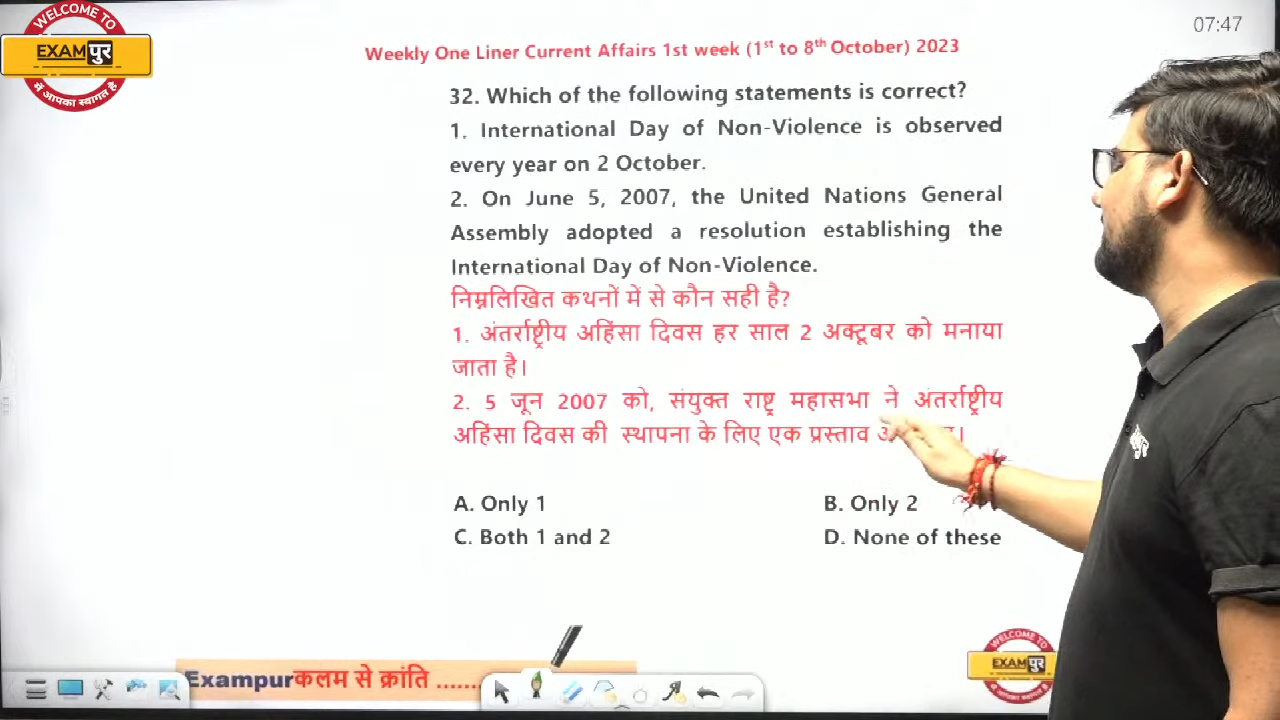 WELCOME TO
EXAMपुर
में आपका स्वागत है
07:47
Weekly One Liner Current Affairs 1st week (1st to 8th October) 2023
32. Which of the following statements is correct?
1. International Day of Non-Violence is observed
every year on 2 October.
2. On June 5, 2007, the United Nations General
Assembly adopted a resolution establishing the
International Day of Non-Violence.
निम्नलिखित कथनों में से कौन सही है?
1. अंतर्राष्ट्रीय अहिंसा दिवस हर साल 2 अक्टूबर को मनाया
जाता है।
2. 5 जून 2007 को, संयुक्त राष्ट्र महासभा ने अंतर्राष्ट्रीय
अहिंसा दिवस की स्थापना के लिए एक प्रस्ताव
A. Only 1
B. Only 2
C. Both 1 and 2
D. None of these
WELCOME TO
EXAMपुर
में आपका स्वागत है
Exampurकलम से क्रांति .......